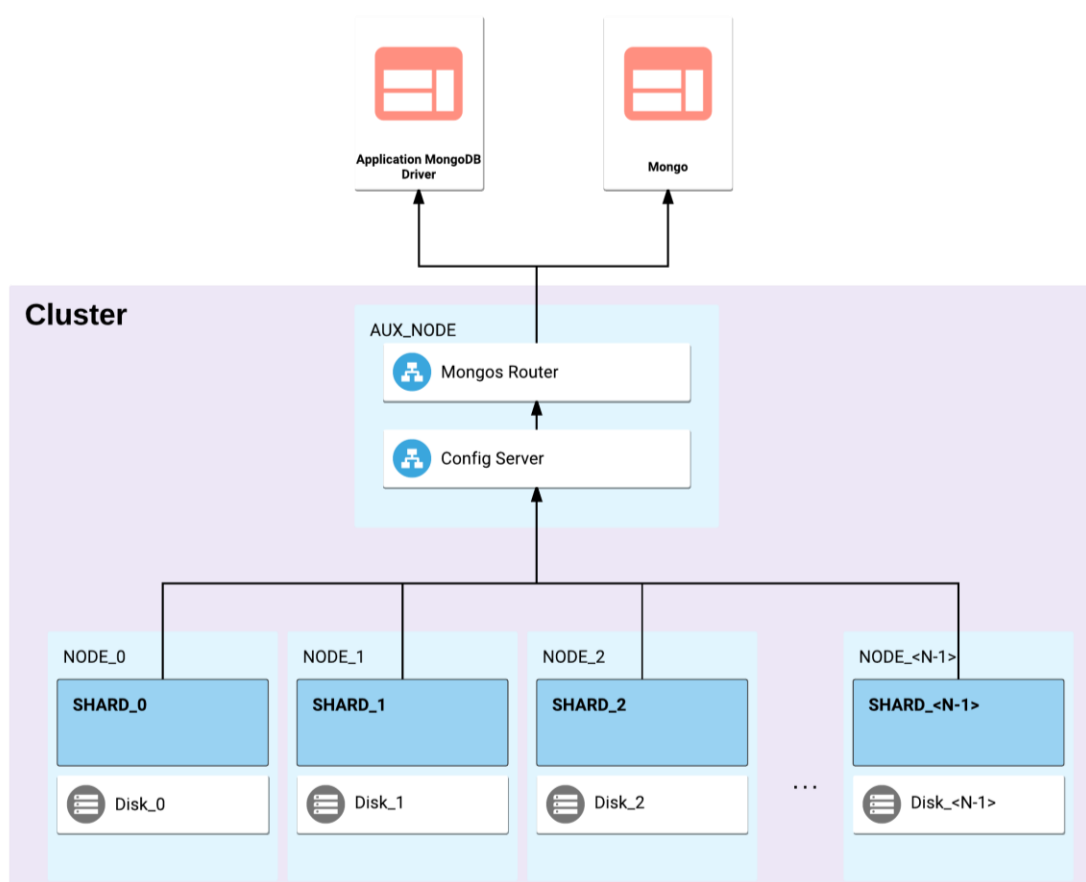 Application MongoDB
Driver
Mongo
Cluster
AUX_NODE
Mongos Router
Config Server
NODE_0
NODE_1
NODE_2
NODE_<N-1>
SHARD_0
SHARD_1
SHARD_2
SHARD_<N-1>
Disk_0
Disk_1
Disk_2
...
Disk_<N-1>